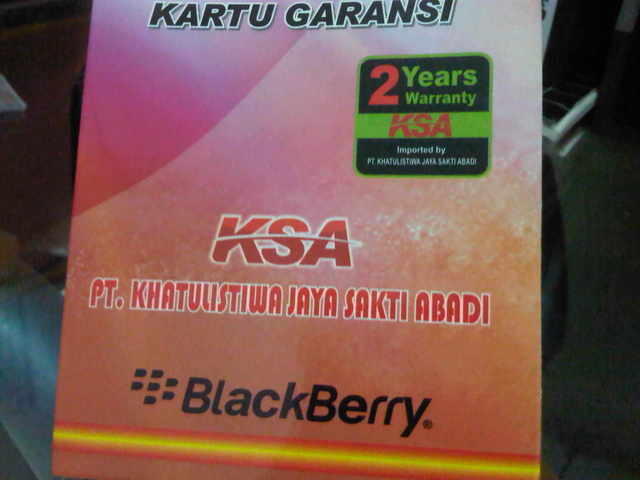 KARTU GARANSI
2 Years
Warranty
KSA
Imported by
PT. KHATULISTIWA JAYA SAKTI ABADI
KSA
PT. KHATULISTIWA JAYA SAKTI ABADI
BlackBerry®